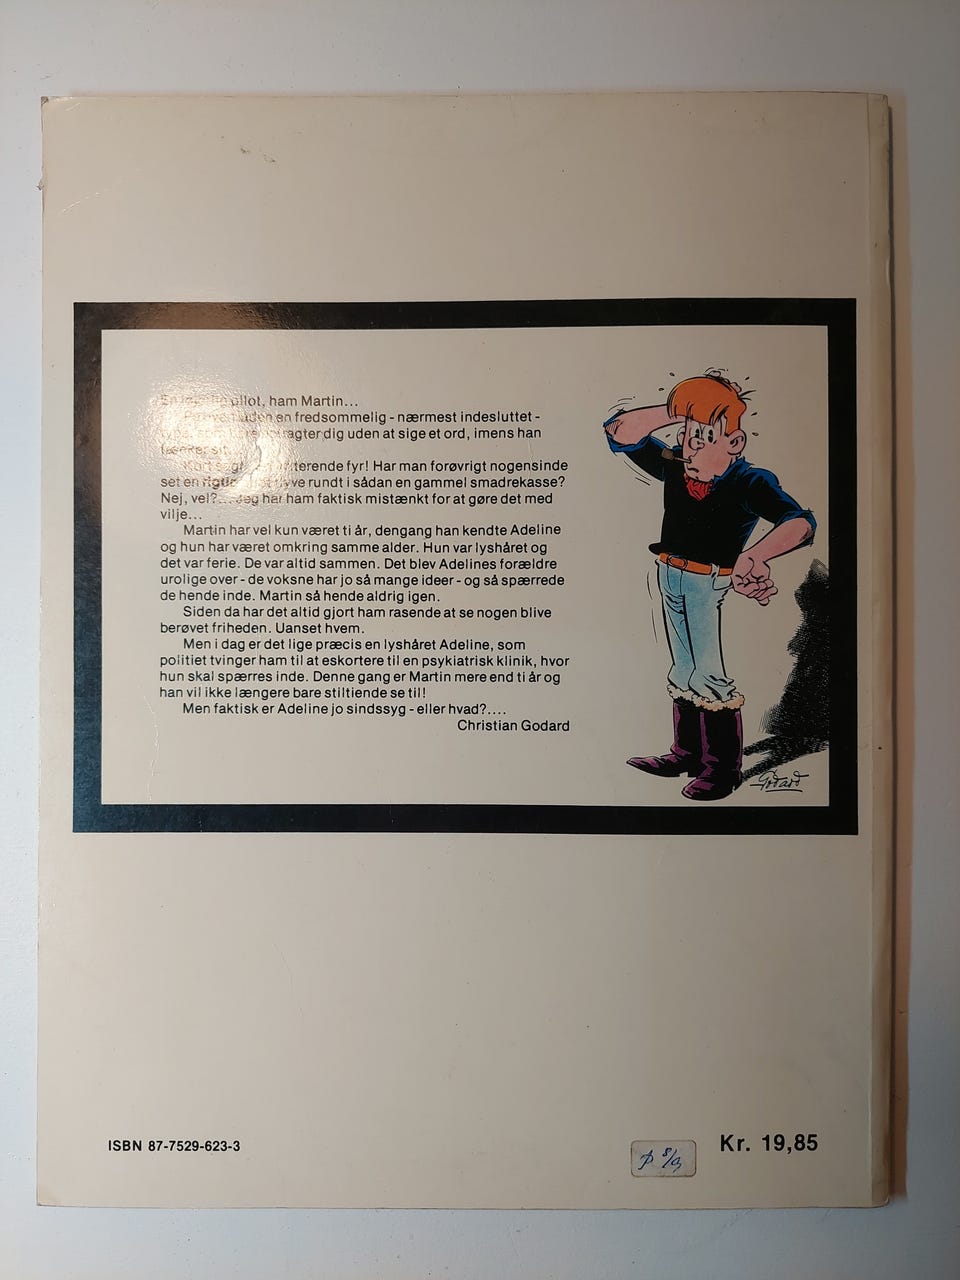 pilot, ham Martin...
en fredsommelig - nærmest indesluttet -
dig uden at sige et ord, imens han
sit
terende fyr! Har man forøvrigt nogensinde
set en rundt i sådan en gammel smadrekasse?
Nej, vel?... Jeg har ham faktisk mistænkt for at gøre det med
vilje...
Martin har vel kun været ti år, dengang han kendte Adeline
og hun har været omkring samme alder. Hun var lyshåret og
det var ferie. De var altid sammen. Det blev Adelines forældre
urolige over - de voksne har jo så mange ideer - og så spærrede
de hende inde. Martin så hende aldrig igen.
Siden da har det altid gjort ham rasende at se nogen blive
berøvet friheden. Uanset hvem.
Men i dag er det lige præcis en lyshåret Adeline, som
politiet tvinger ham til at eskortere til en psykiatrisk klinik, hvor
hun skal spærres inde. Denne gang er Martin mere end ti år og
han vil ikke længere bare stiltiende se til!
Men faktisk er Adeline jo sindssyg - eller hvad?....
Christian Godard
Godard
ISBN 87-7529-623-3
Kr. 19,85